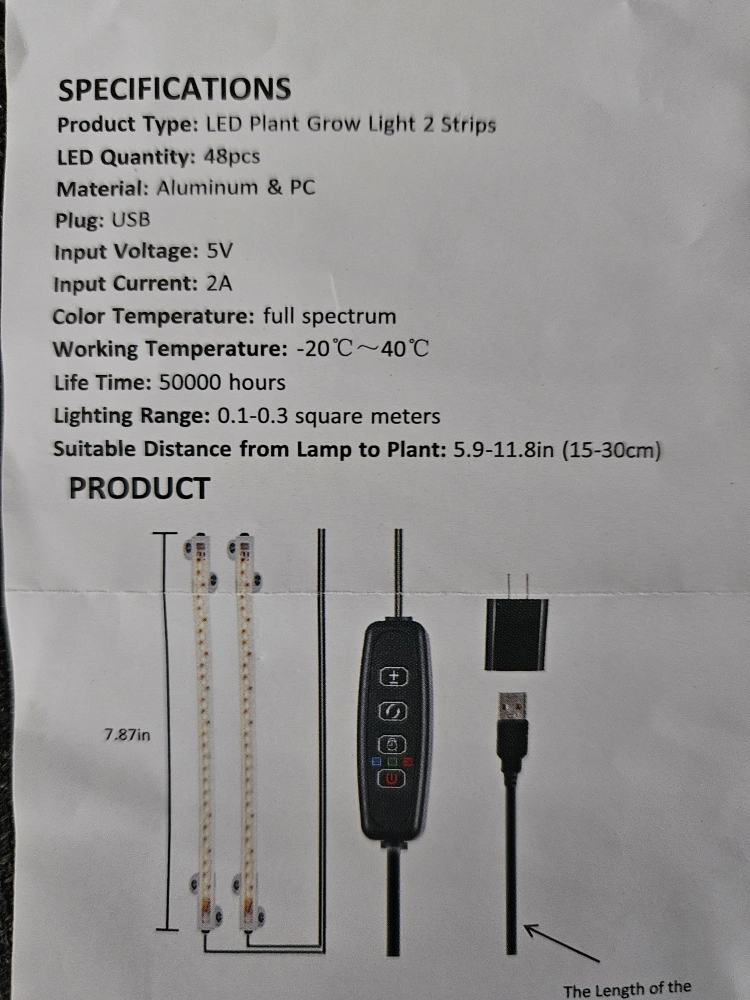 SPECIFICATIONS
Product Type: LED Plant Grow Light 2 Strips
LED Quantity: 48pcs
Material: Aluminum & PC
Plug: USB
Input Voltage: 5V
Input Current: 2A
Color Temperature: full spectrum
Working Temperature: -20℃～40℃
Life Time: 50000 hours
Lighting Range: 0.1-0.3 square meters
Suitable Distance from Lamp to Plant: 5.9-11.8in (15-30cm)
PRODUCT
7.87in
The Length of the